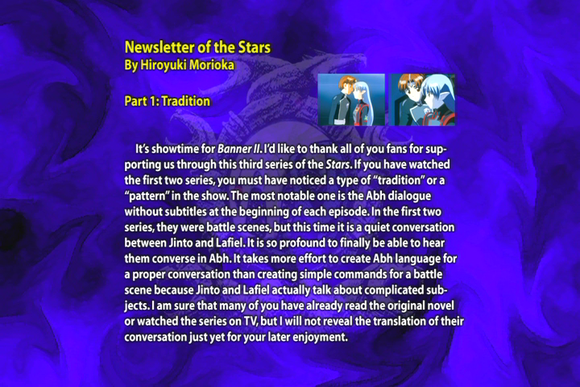 Newsletter of the Stars
By Hiroyuki Morioka
Part 1: Tradition
It's showtime for Banner II. I'd like to thank all of you fans for sup-
porting us through this third series of the Stars. If you have watched
the first two series, you must have noticed a type of "tradition" or a
"pattern" in the show. The most notable one is the Abh dialogue
without subtitles at the beginning of each episode. In the first two
series, they were battle scenes, but this time it is a quiet conversation
between Jinto and Lafiel. It is so profound to finally be able to hear
them converse in Abh. It takes more effort to create Abh language for
a proper conversation than creating simple commands for a battle
scene because Jinto and Lafiel actually talk about complicated sub-
jects. I am sure that many of you have already read the original novel
or watched the series on TV, but I will not reveal the translation of their
conversation just yet for your later enjoyment.